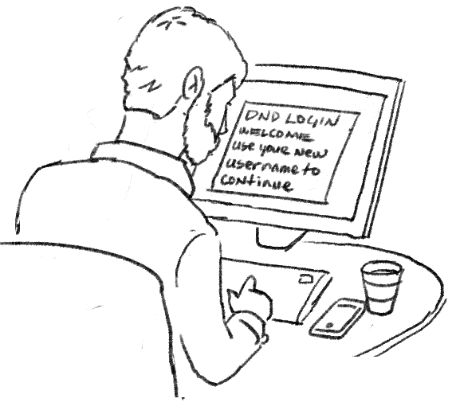 DND LOGIN
WELCOME
use your NEW
username to
continue